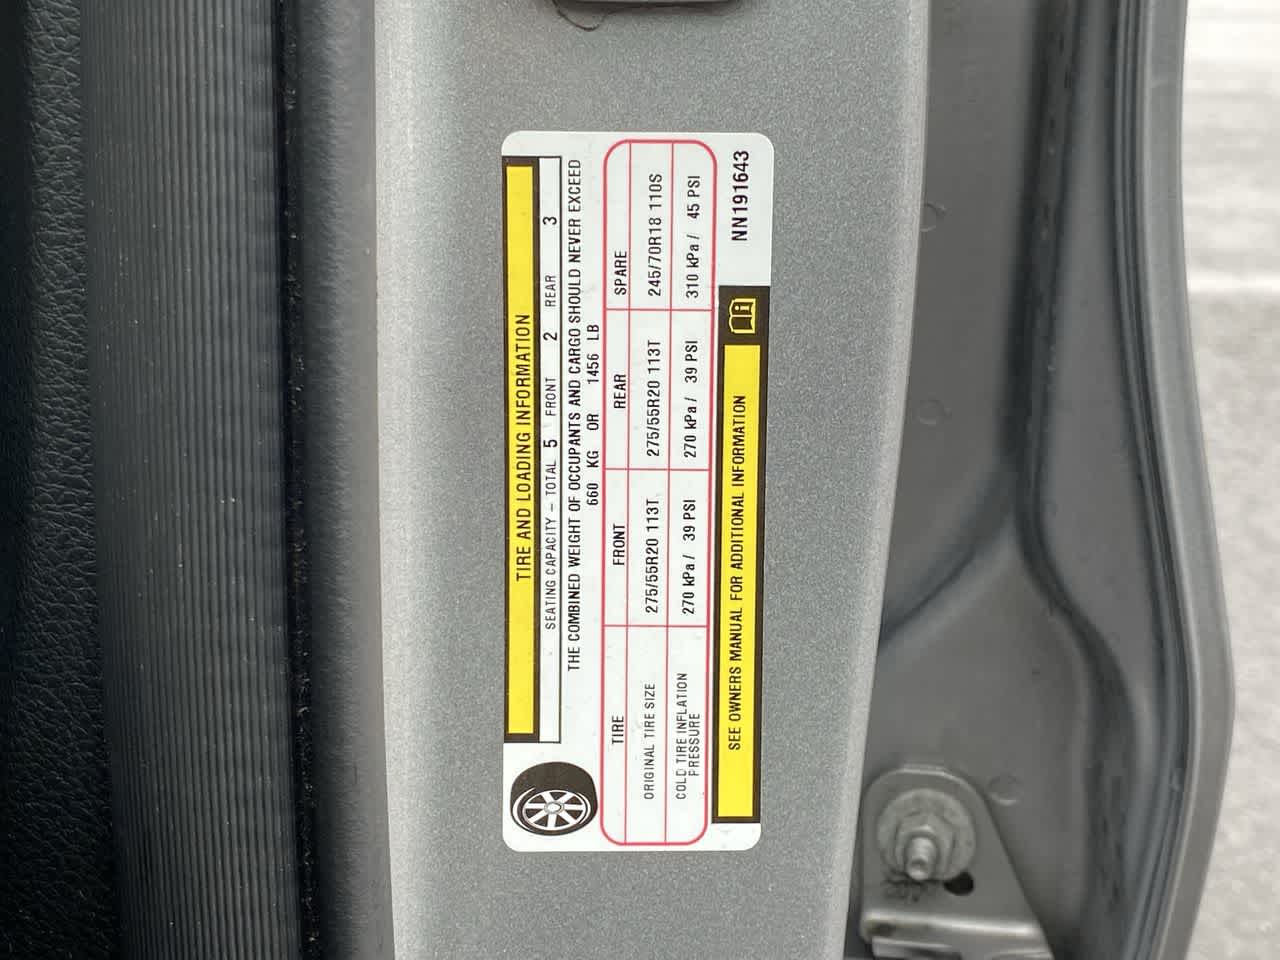 TIRE AND LOADING INFORMATION
SEATING CAPACITY – TOTAL 5 FRONT 2 REAR 3
THE COMBINED WEIGHT OF OCCUPANTS AND CARGO SHOULD NEVER EXCEED
660 KG OR 1456 LB
TIRE FRONT REAR SPARE
ORIGINAL TIRE SIZE 275/55R20 113T 275/55R20 113T 245/70R18 110S
COLD TIRE INFLATION
PRESSURE 270 kPa / 39 PSI 270 kPa / 39 PSI 310 kPa / 45 PSI
SEE OWNERS MANUAL FOR ADDITIONAL INFORMATION
NN191643